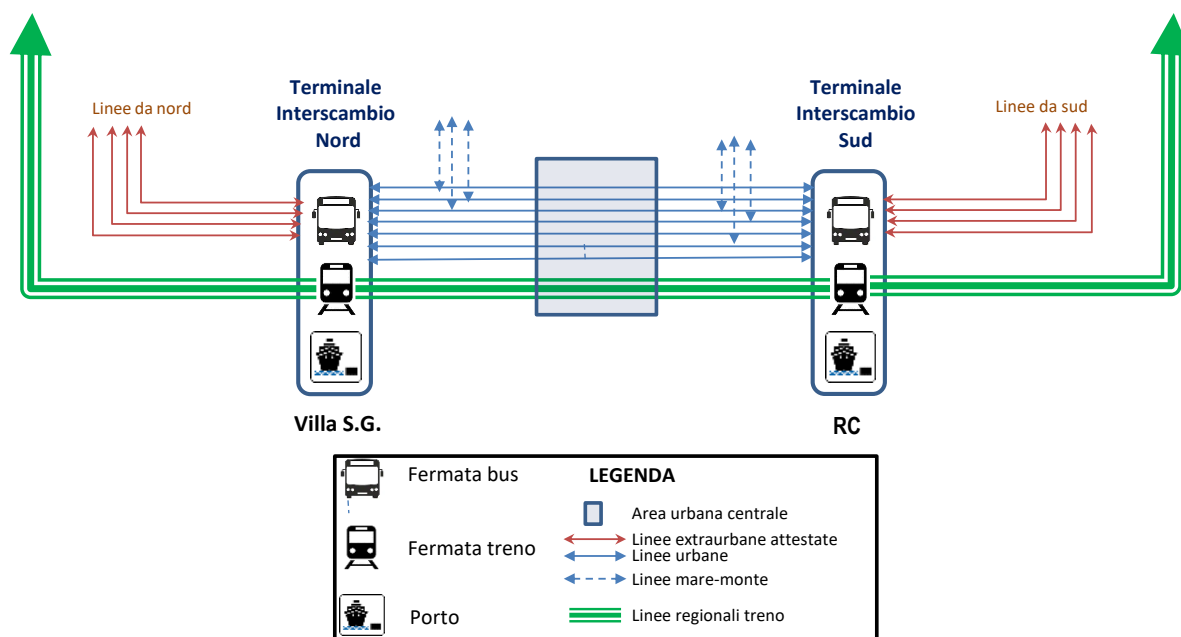 Linee da nord
Terminale
Interscambio
Nord
Terminale
Interscambio
Sud
Linee da sud
Villa S.G.
RC
LEGENDA
Fermata bus
Fermata treno
Porto
Area urbana centrale
Linee extraurbane attestate
Linee urbane
Linee mare-monte
Linee regionali treno